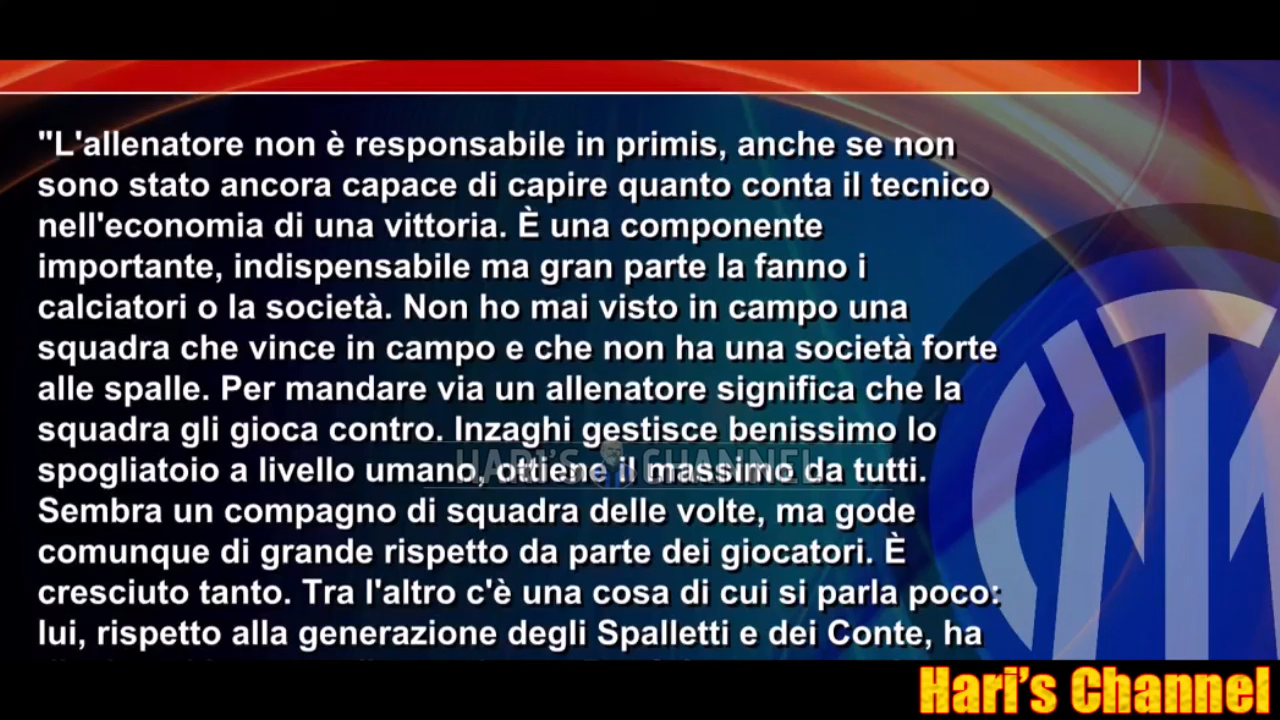 "L'allenatore non è responsabile in primis, anche se non
sono stato ancora capace di capire quanto conta il tecnico
nell'economia di una vittoria. È una componente
importante, indispensabile ma gran parte la fanno i
calciatori o la società. Non ho mai visto in campo una
squadra che vince in campo e che non ha una società forte
alle spalle. Per mandare via un allenatore significa che la
squadra gli gioca contro. Inzaghi gestisce benissimo lo
spogliatoio a livello umano, ottiene il massimo da tutti.
HARI'S CHANNEL
Sembra un compagno di squadra delle volte, ma gode
comunque di grande rispetto da parte dei giocatori. È
cresciuto tanto. Tra l'altro c'è una cosa di cui si parla poco:
lui, rispetto alla generazione degli Spalletti e dei Conte, ha
Hari's Channel